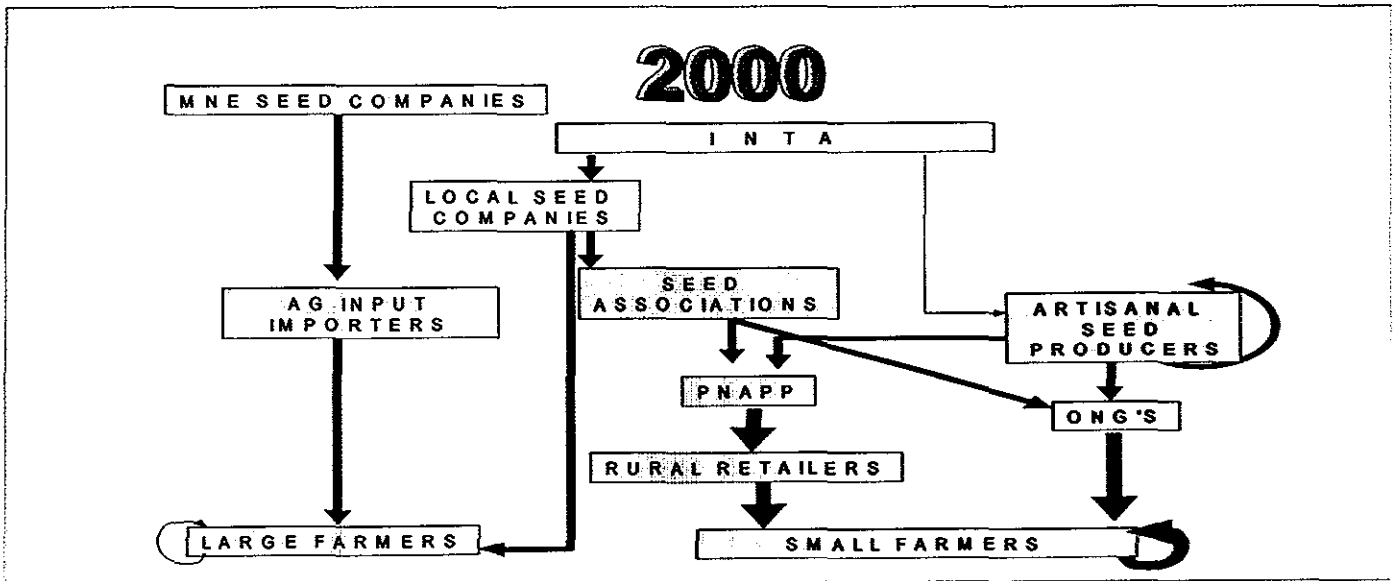 2000
MNE SEED COMPANIES
INTA
LOCAL SEED
COMPANIES
SEED
ASSOCIATIONS
AG INPUT
IMPORTERS
ARTISANAL
SEED
PRODUCERS
PNAPP
ONG'S
RURAL RETAILERS
LARGE FARMERS
SMALL FARMERS